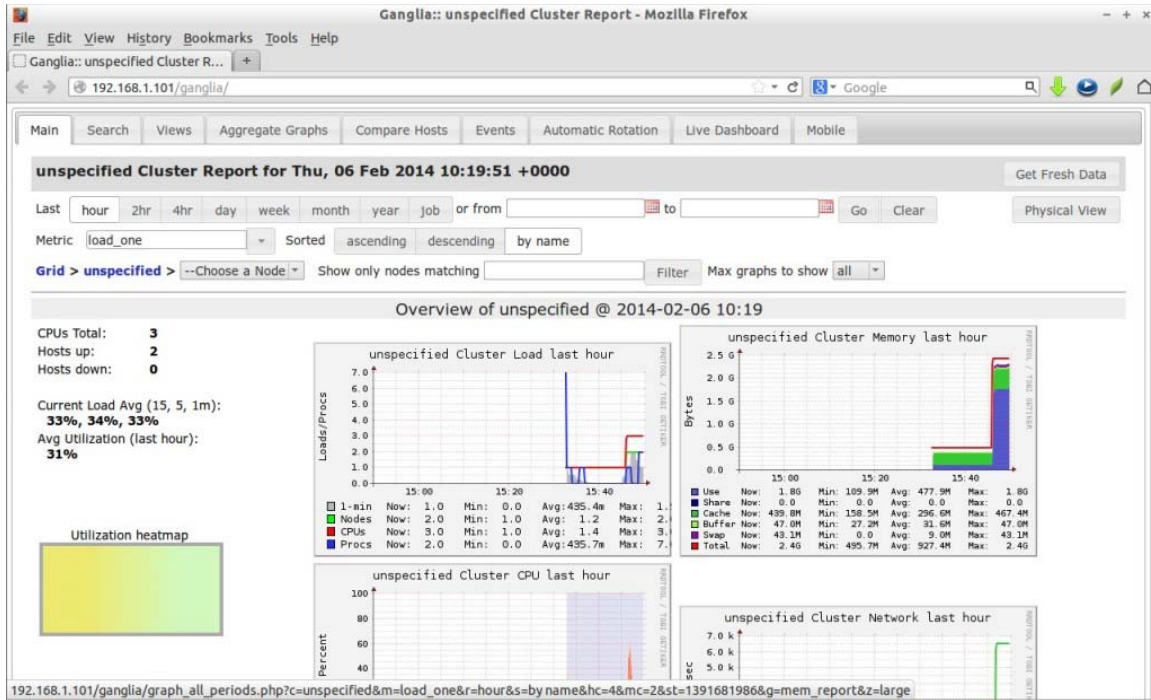 Ganglia:: unspecified Cluster Report - Mozilla Firefox
File Edit View History Bookmarks Tools Help
Ganglia:: unspecified Cluster R...
192.168.1.101/ganglia/
Google
Main Search Views Aggregate Graphs Compare Hosts Events Automatic Rotation Live Dashboard Mobile
unspecified Cluster Report for Thu, 06 Feb 2014 10:19:51 +0000
Get Fresh Data
Last hour 2hr 4hr day week month year job or from to Go Clear
Physical View
Metric load_one Sorted ascending descending by name
Grid > unspecified > --Choose a Node Show only nodes matching Filter Max graphs to show all
Overview of unspecified @ 2014-02-06 10:19
CPUs Total: 3
Hosts up: 2
Hosts down: 0
Current Load Avg (15, 5, 1m):
33%, 34%, 33%
Avg Utilization (last hour):
31%
Utilization heatmap
unspecified Cluster Load last hour
RRDTOOL / TOBI OETIKER
Loads/Procs
7.0
6.0
5.0
4.0
3.0
2.0
1.0
0.0
15:00 15:20 15:40
1-min Now: 1.0 Min: 0.0 Avg:435.4m Max: 1.
Nodes Now: 2.0 Min: 1.0 Avg: 1.2 Max: 2.
CPUs Now: 3.0 Min: 1.0 Avg: 1.4 Max: 3.
Procs Now: 2.0 Min: 0.0 Avg:435.7m Max: 7.
unspecified Cluster Memory last hour
RRDTOOL / TOBI OETIKER
Bytes
2.5 G
2.0 G
1.5 G
1.0 G
0.5 G
0.0
15:00 15:20 15:40
Use Now: 1.8G Min: 109.9M Avg: 477.9M Max: 1.8G
Share Now: 0.0 Min: 0.0 Avg: 0.0 Max: 0.0
Cache Now: 439.8M Min: 158.5M Avg: 296.6M Max: 467.4M
Buffer Now: 47.0M Min: 27.2M Avg: 31.6M Max: 47.0M
Swap Now: 43.1M Min: 0.0 Avg: 9.0M Max: 43.1M
Total Now: 2.4G Min: 495.7M Avg: 927.4M Max: 2.4G
unspecified Cluster CPU last hour
Percent
100
80
60
40
unspecified Cluster Network last hour
7.0 k
6.0 k
5.0 k
192.168.1.101/ganglia/graph_all_periods.php?c=unspecified&m=load_one&r=hour&s=by name&hc=4&mc=2&st=1391681986&g=mem_report&z=large